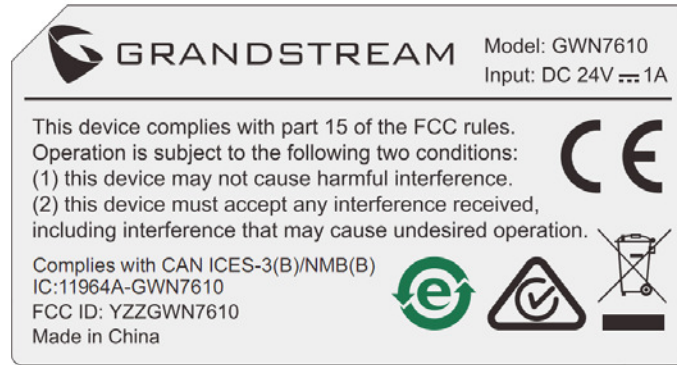 GRANDSTREAM
Model: GWN7610
Input: DC 24V ⎓ 1A
This device complies with part 15 of the FCC rules.
Operation is subject to the following two conditions:
(1) this device may not cause harmful interference.
(2) this device must accept any interference received,
including interference that may cause undesired operation.
Complies with CAN ICES-3(B)/NMB(B)
IC:11964A-GWN7610
FCC ID: YZZGWN7610
Made in China
CE
e